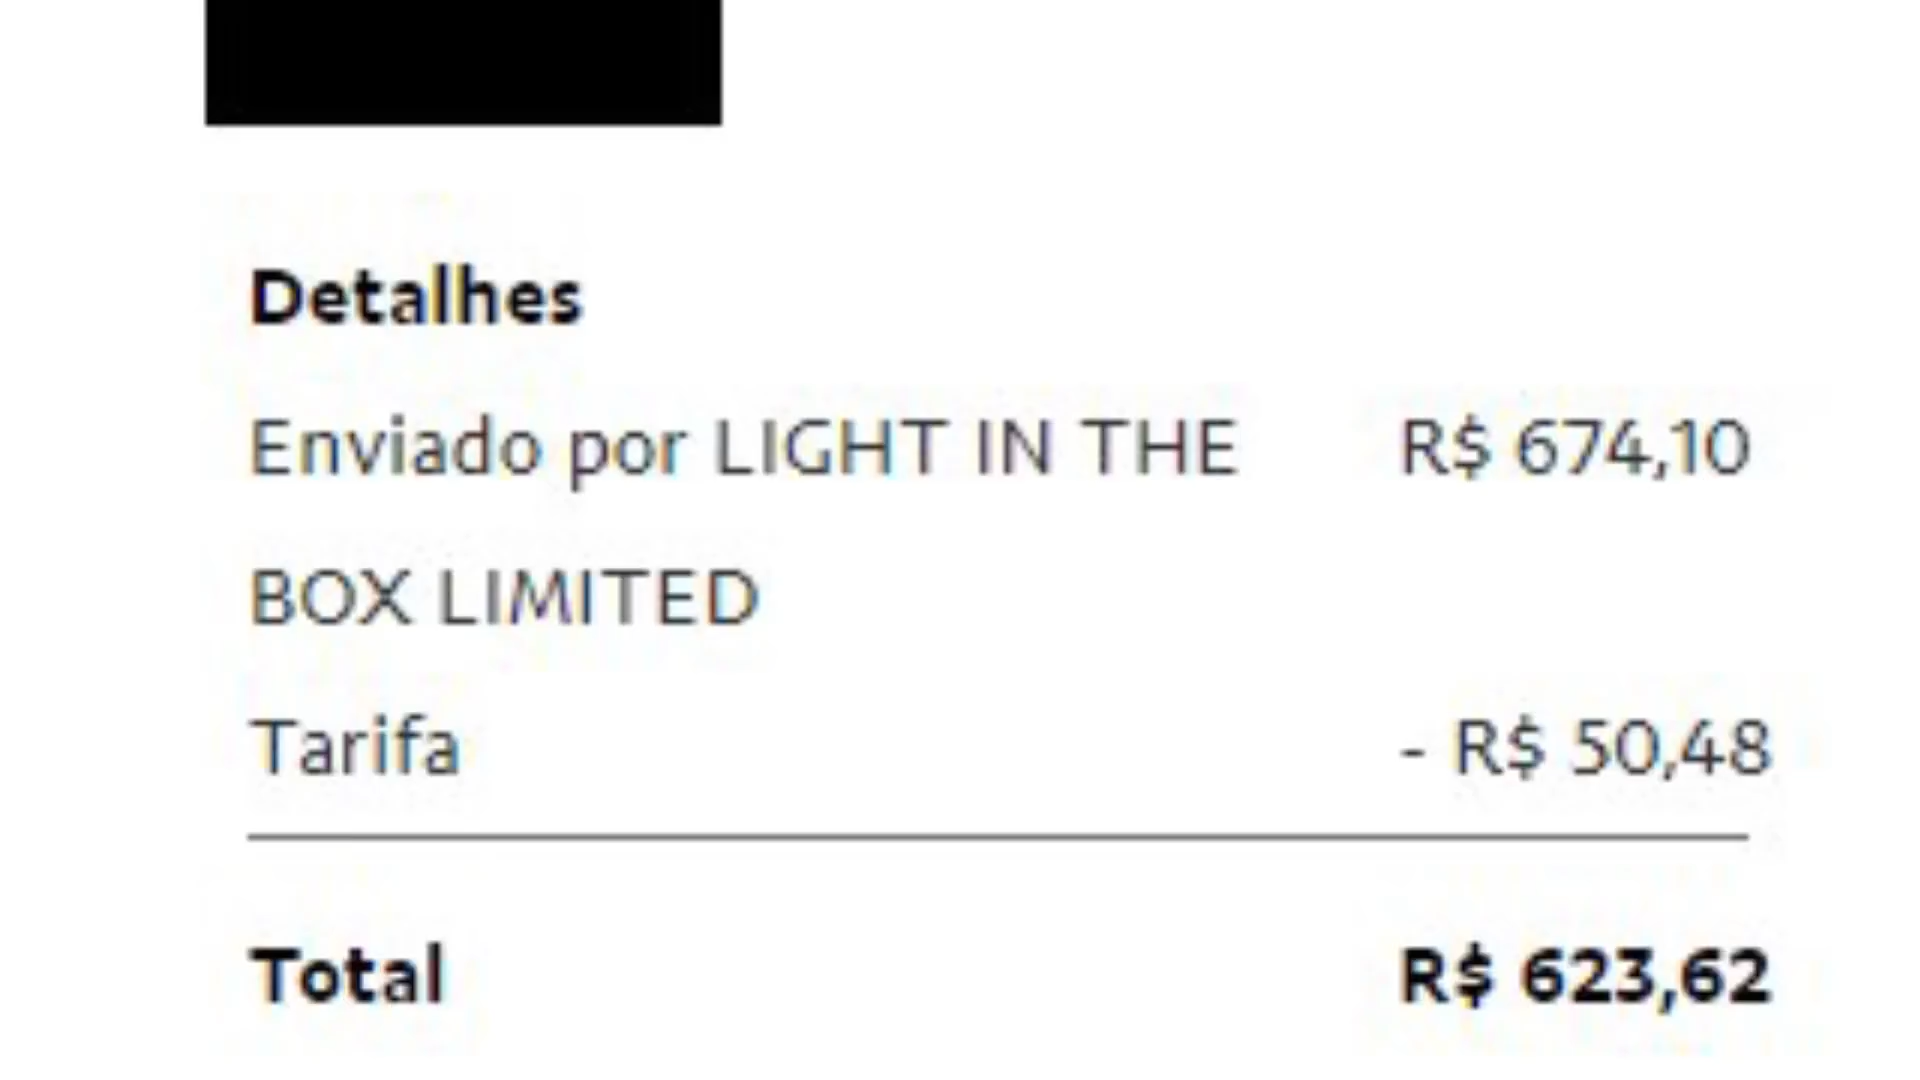 Detalhes
Enviado por LIGHT IN THE R$ 674,10
BOX LIMITED
Tarifa - R$ 50,48
Total R$ 623,62